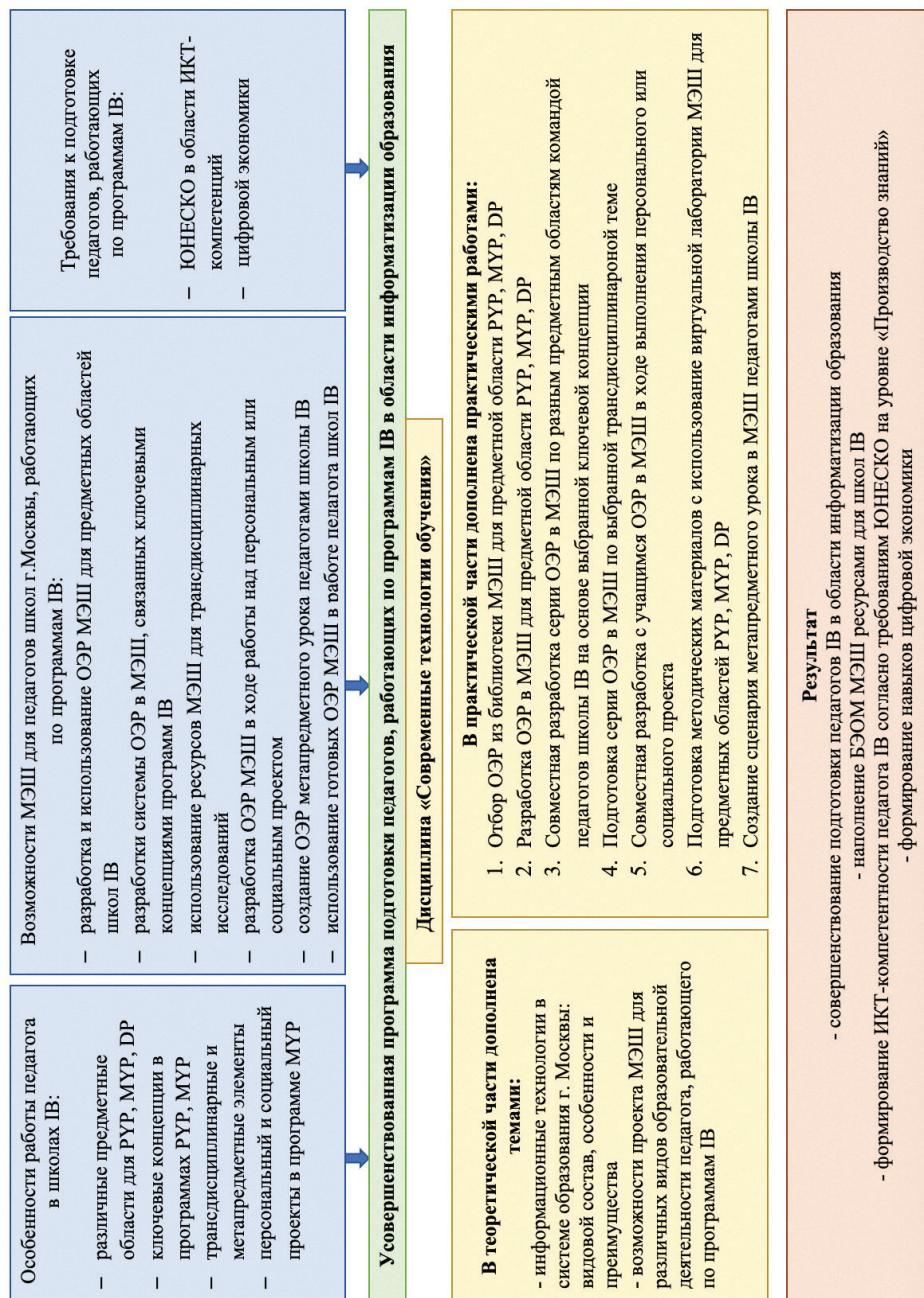 Особенности работы педагога
в школах IB:
– различные предметные
области для PYP, MYP, DP
– ключевые концепции в
программах PYP, MYP
– трансдисциплинарные и
метапредметные элементы
– персональный и социальный
проекты в программе MYP
Возможности МЭШ для педагогов школ г.Москвы, работающих
по программам IB:
– разработка и использование ОЭР МЭШ для предметных областей
школ IB
– разработки системы ОЭР в МЭШ, связанных ключевыми
концепциями программ IB
– использование ресурсов МЭШ для трансдисциплинарных
исследований
– разработка ОЭР МЭШ в ходе работы над персональным или
социальным проектом
– создание ОЭР метапредметного урока педагогами школы IB
– использование готовых ОЭР МЭШ в работе педагога школ IB
Требования к подготовке
педагогов, работающих
по программам IB:
– ЮНЕСКО в области ИКТ-
компетенций
– цифровой экономики
Усовершенствованная программа подготовки педагогов, работающих по программам IB в области информатизации образования
Дисциплина «Современные технологии обучения»
В теоретической части дополнена
темами:
- информационные технологии в
системе образования г. Москвы:
видовой состав, особенности и
преимущества
- возможности проекта МЭШ для
различных видов образовательной
деятельности педагога, работающего
по программам IB
В практической части дополнена практическими работами:
1. Отбор ОЭР из библиотеки МЭШ для предметной области PYP, MYP, DP
2. Разработка ОЭР в МЭШ для предметной области PYP, MYP, DP
3. Совместная разработка серии ОЭР в МЭШ по разным предметным областям командой
педагогов школы IB на основе выбранной ключевой концепции
4. Подготовка серии ОЭР в МЭШ по выбранной трансдисциплинароной теме
5. Совместная разработка с учащимся ОЭР в МЭШ в ходе выполнения персонального или
социального проекта
6. Подготовка методических материалов с использование виртуальной лаборатории МЭШ для
предметных областей PYP, MYP, DP
7. Создание сценария метапредметного урока в МЭШ педагогами школы IB
Результат
- совершенствование подготовки педагогов IB в области информатизации образования
- наполнение БЭОМ МЭШ ресурсами для школ IB
- формирование ИКТ-компетентности педагога IB согласно требованиям ЮНЕСКО на уровне «Производство знаний»
- формирование навыков цифровой экономики